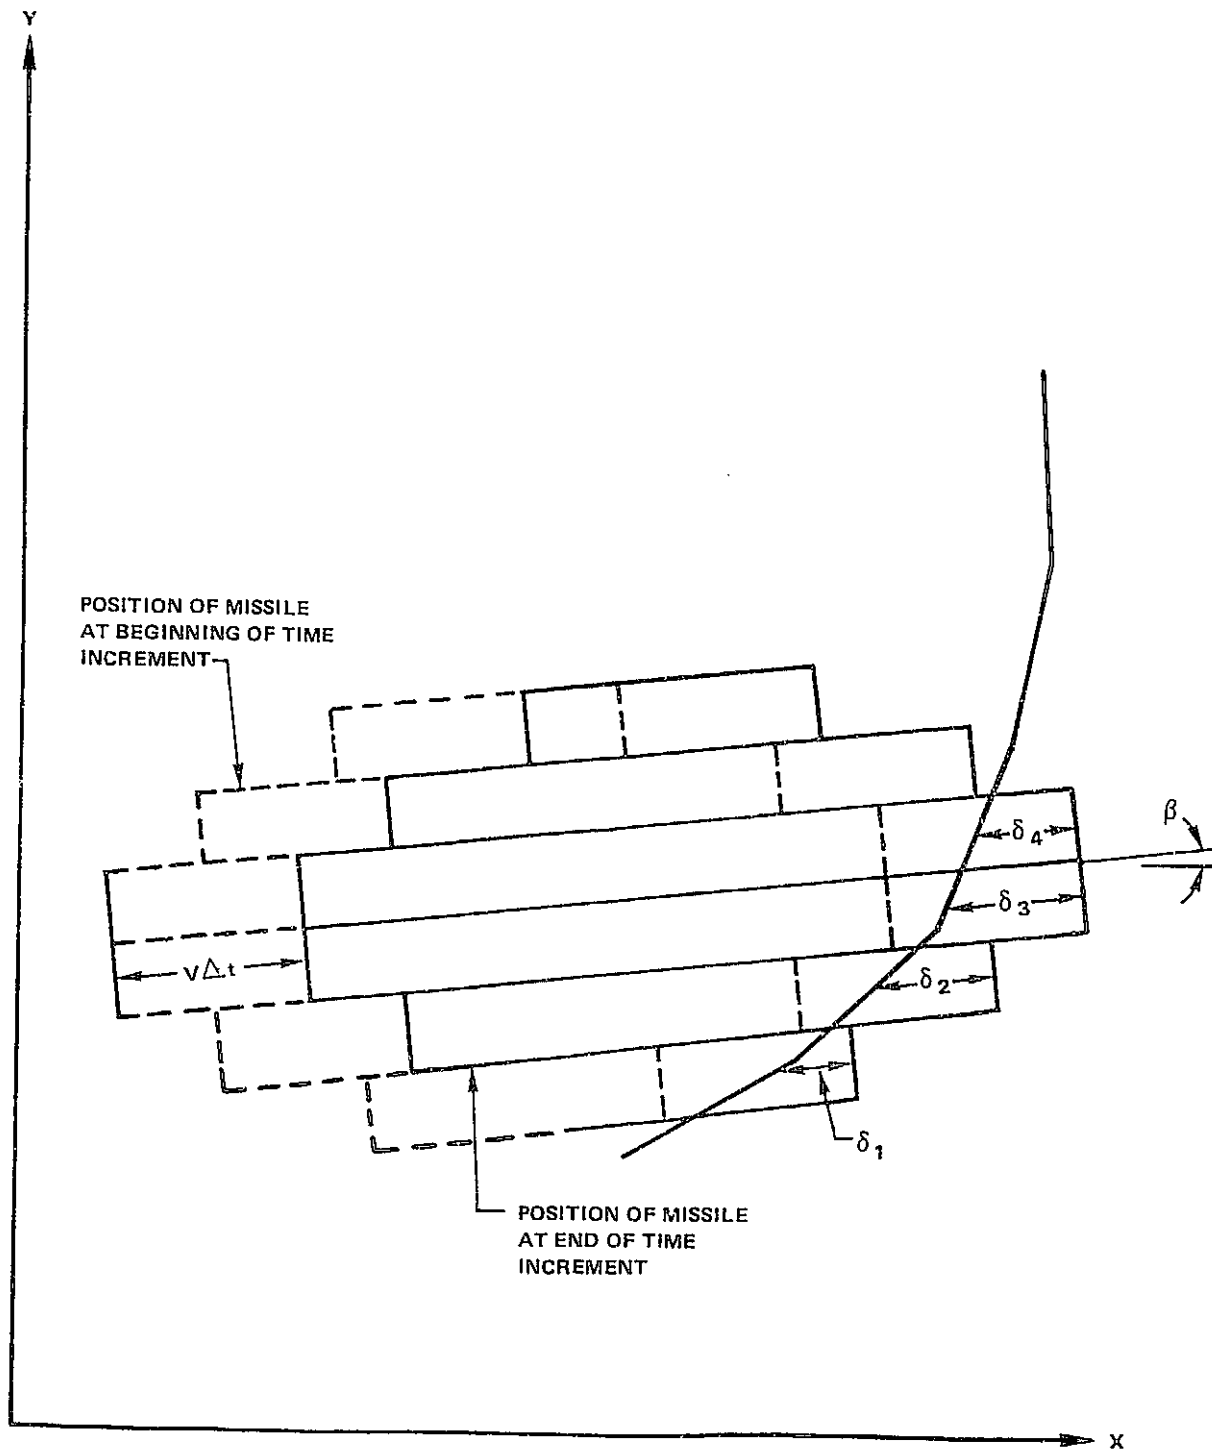 Y
POSITION OF MISSILE
AT BEGINNING OF TIME
INCREMENT
β
δ4
δ3
VΔt
δ2
δ1
POSITION OF MISSILE
AT END OF TIME
INCREMENT
X